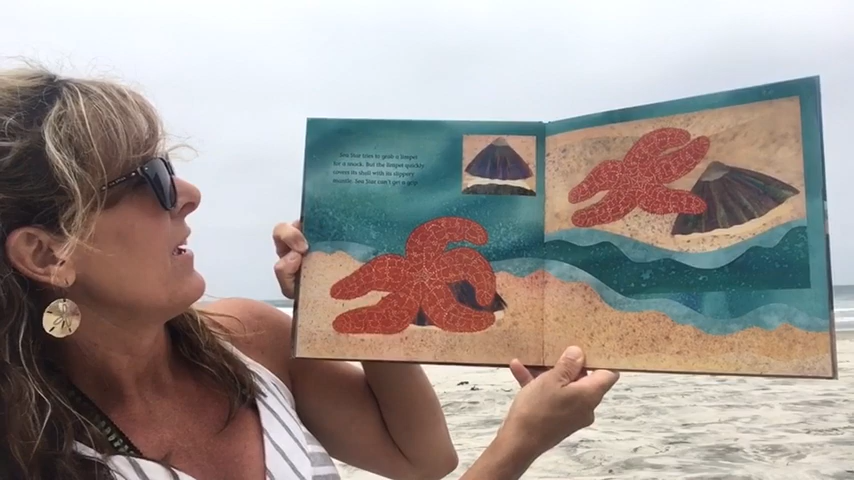 Sea Star tries to grab a limpet
for a snack. But the limpet quickly
covers its shell with its slippery
mantle. Sea Star can't get a grip.